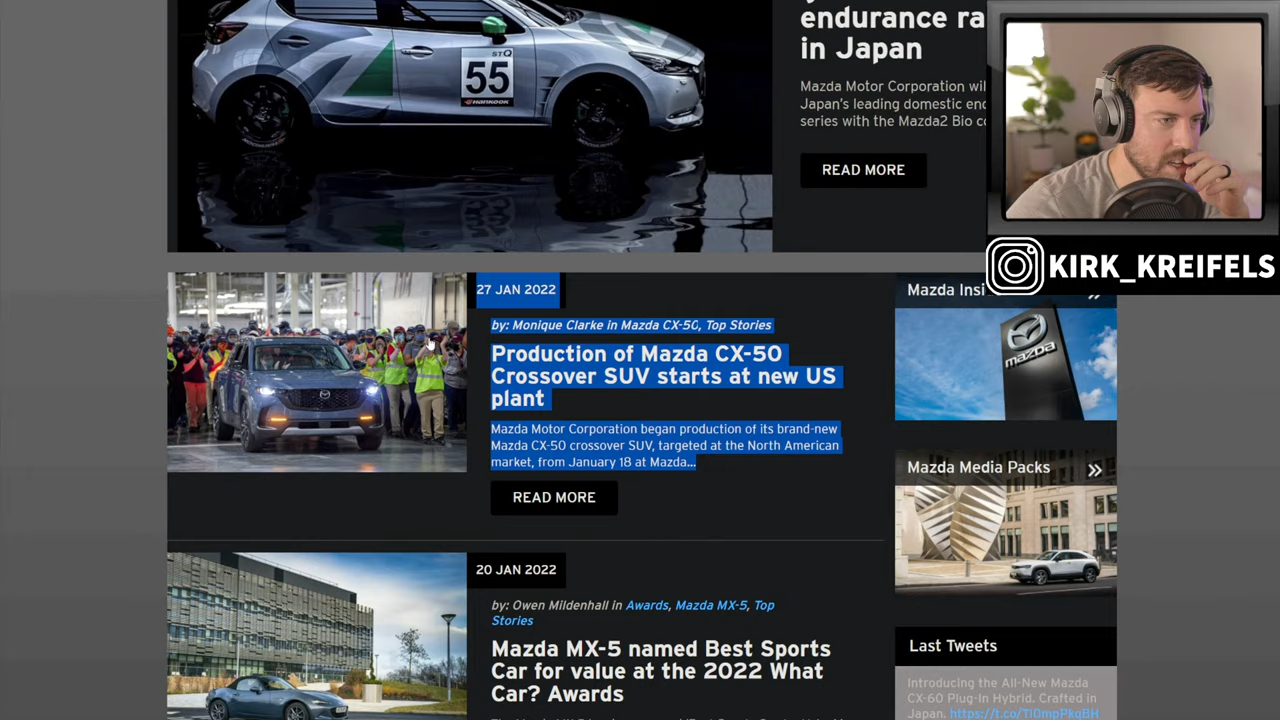 endurance ra
in Japan
Mazda Motor Corporation wil
Japan's leading domestic end
series with the Mazda2 Bio co
READ MORE
STQ
55
HANKOOK
KIRK_KREIFELS
27 JAN 2022
by: Monique Clarke in Mazda CX-50, Top Stories
Production of Mazda CX-50
Crossover SUV starts at new US
plant
Mazda Motor Corporation began production of its brand-new
Mazda CX-50 crossover SUV, targeted at the North American
market, from January 18 at Mazda...
READ MORE
20 JAN 2022
by: Owen Mildenhall in Awards, Mazda MX-5, Top
Stories
Mazda MX-5 named Best Sports
Car for value at the 2022 What
Car? Awards
Mazda Insi
mazda
Mazda Media Packs
Last Tweets
Introducing the All-New Mazda
CX-60 Plug-In Hybrid. Crafted in
Japan. https://t.co/TiDmpPkgBH